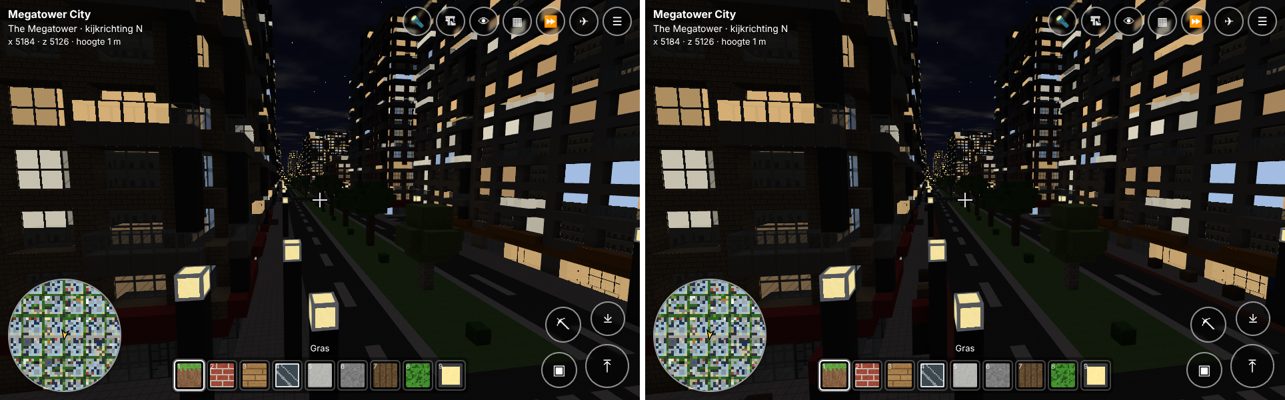 Megatower City
The Megatower · kijkrichting N
x 5184 · z 5126 · hoogte 1 m
Gras
Megatower City
The Megatower · kijkrichting N
x 5184 · z 5126 · hoogte 1 m
Gras